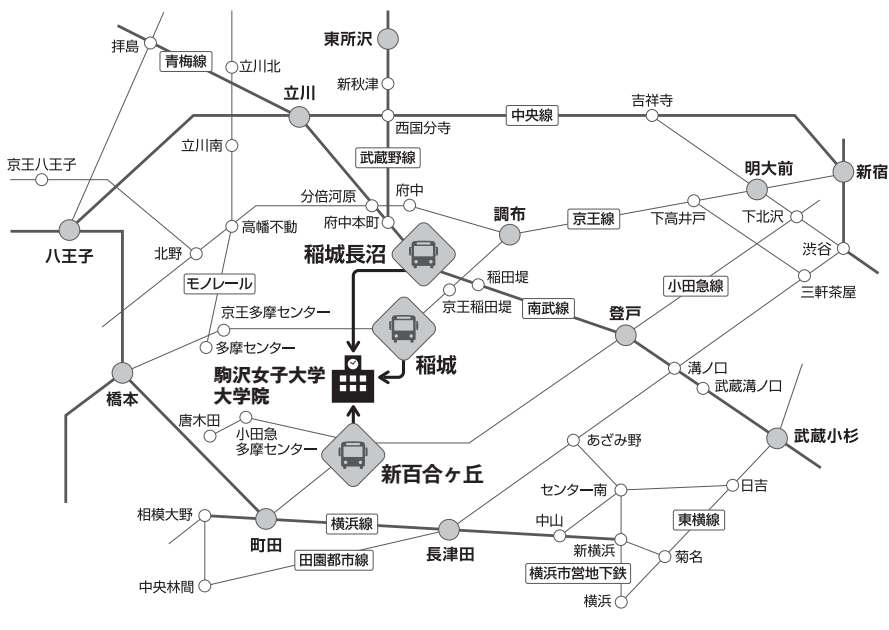 拝島
青梅線
立川北
東所沢
新秋津
立川
西国分寺
中央線
吉祥寺
立川南
武蔵野線
京王八王子
明大前
新宿
分倍河原
府中
府中本町
調布
京王線
下高井戸
下北沢
渋谷
高幡不動
北野
八王子
稲城長沼
モノレール
稲田堤
京王稲田堤
南武線
小田急線
三軒茶屋
京王多摩センター
多摩センター
登戸
稲城
駒沢女子大学
大学院
溝ノ口
武蔵溝ノ口
橋本
唐木田
小田急
多摩センター
新百合ヶ丘
あざみ野
武蔵小杉
センター南
日吉
相模大野
町田
横浜線
長津田
中山
新横浜
東横線
菊名
田園都市線
中央林間
横浜市営地下鉄
横浜